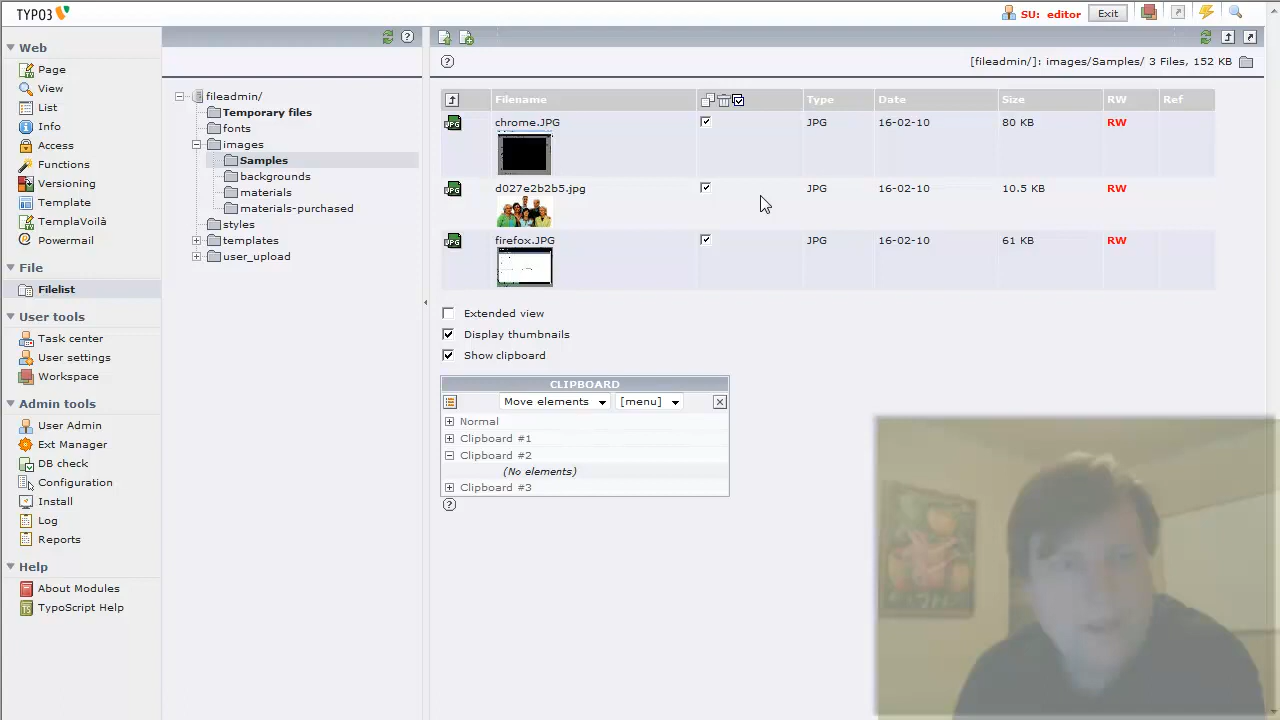 TYPO3
SU: editor
Exit
Web
Page
View
List
Info
Access
Functions
Versioning
Template
TemplaVoilà
Powermail
File
Filelist
User tools
Task center
User settings
Workspace
Admin tools
User Admin
Ext Manager
DB check
Configuration
Install
Log
Reports
Help
About Modules
TypoScript Help
fileadmin/
Temporary files
fonts
images
Samples
backgrounds
materials
materials-purchased
styles
templates
user_upload
[fileadmin/]: images/Samples/ 3 Files, 152 KB
Filename Type Date Size RW Ref
JPG chrome.JPG JPG 16-02-10 80 KB RW
JPG d027e2b2b5.jpg JPG 16-02-10 10.5 KB RW
JPG firefox.JPG JPG 16-02-10 61 KB RW
Extended view
Display thumbnails
Show clipboard
CLIPBOARD
Move elements [menu]
Normal
Clipboard #1
Clipboard #2
(No elements)
Clipboard #3